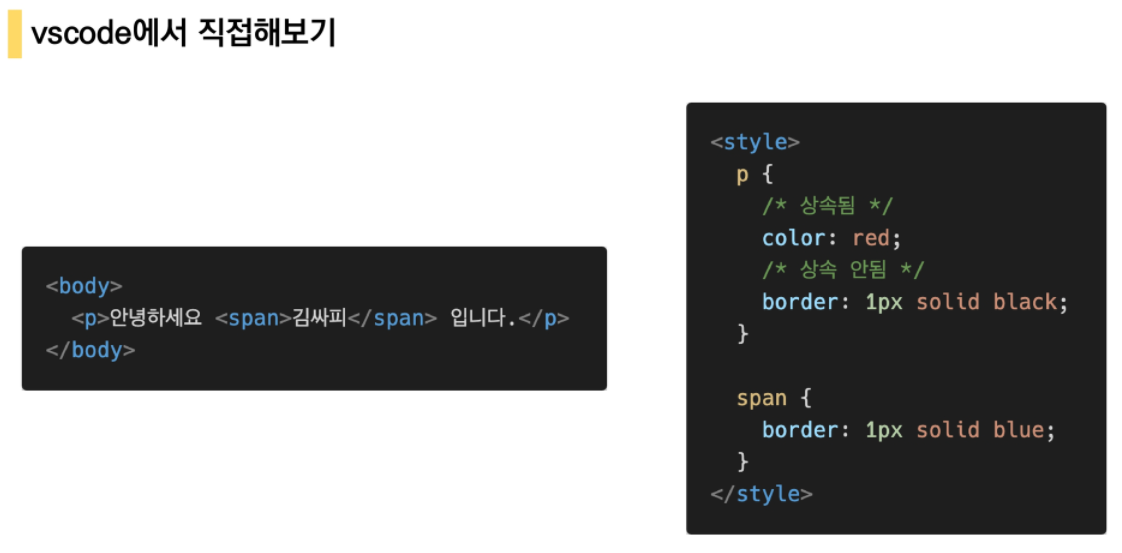 vscode에서 직접해보기
<body>
  <p>안녕하세요 <span>김싸피</span> 입니다.</p>
</body>
<style>
  p {
    /* 상속됨 */
    color: red;
    /* 상속 안됨 */
    border: 1px solid black;
  }
  span {
    border: 1px solid blue;
  }
</style>